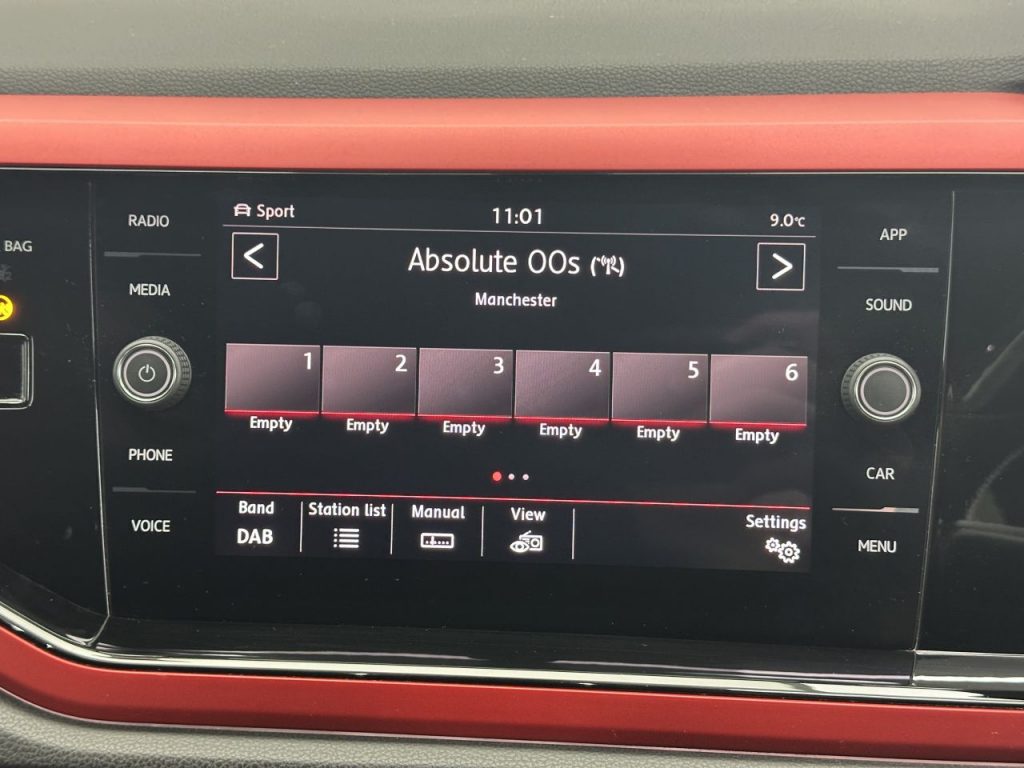 BAG
RADIO
MEDIA
PHONE
VOICE
Sport
11:01
9.0°C
<
Absolute 00s
>
Manchester
1 2 3 4 5 6
Empty Empty Empty Empty Empty Empty
Band Station list Manual View Settings
DAB
APP
SOUND
CAR
MENU